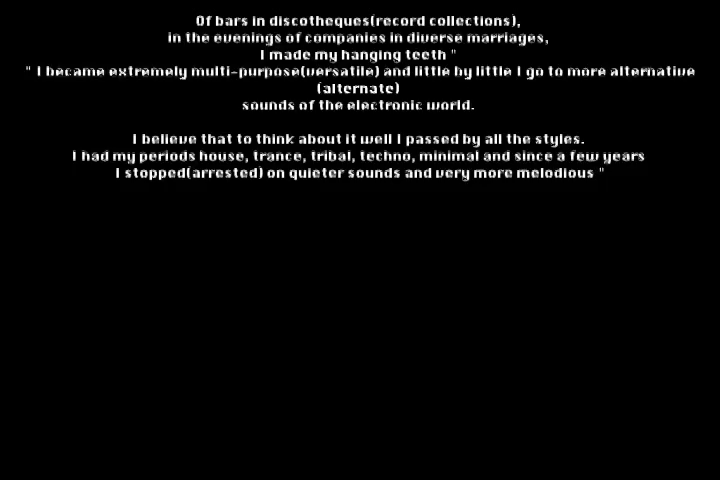 Of bars in discotheques(record collections),
in the evenings of companies in diverse marriages,
I made my hanging teeth "
" I became extremely multi-purpose(versatile) and little by little I go to more alternative
(alternate)
sounds of the electronic world.
I believe that to think about it well I passed by all the styles.
I had my periods house, trance, tribal, techno, minimal and since a few years
I stopped(arrested) on quieter sounds and very more melodious "